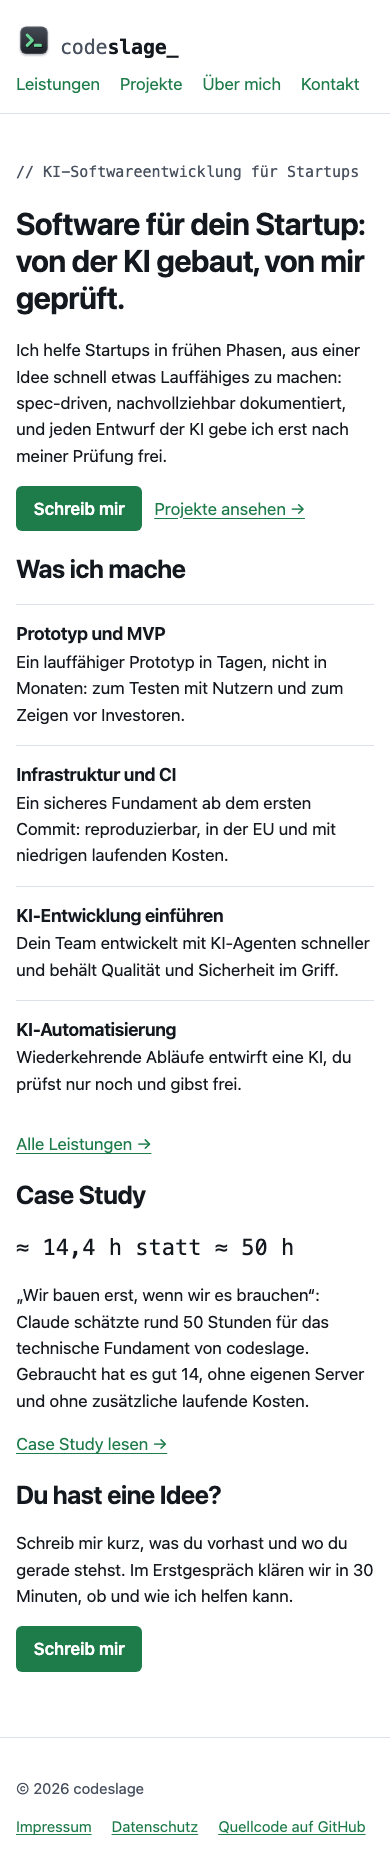 codeslage_
Leistungen Projekte Über mich Kontakt
// KI-Softwareentwicklung für Startups
Software für dein Startup:
von der KI gebaut, von mir
geprüft.
Ich helfe Startups in frühen Phasen, aus einer
Idee schnell etwas Lauffähiges zu machen:
spec-driven, nachvollziehbar dokumentiert,
und jeden Entwurf der KI gebe ich erst nach
meiner Prüfung frei.
Schreib mir Projekte ansehen →
Was ich mache
Prototyp und MVP
Ein lauffähiger Prototyp in Tagen, nicht in
Monaten: zum Testen mit Nutzern und zum
Zeigen vor Investoren.
Infrastruktur und CI
Ein sicheres Fundament ab dem ersten
Commit: reproduzierbar, in der EU und mit
niedrigen laufenden Kosten.
KI-Entwicklung einführen
Dein Team entwickelt mit KI-Agenten schneller
und behält Qualität und Sicherheit im Griff.
KI-Automatisierung
Wiederkehrende Abläufe entwirft eine KI, du
prüfst nur noch und gibst frei.
Alle Leistungen →
Case Study
≈ 14,4 h statt ≈ 50 h
„Wir bauen erst, wenn wir es brauchen“:
Claude schätzte rund 50 Stunden für das
technische Fundament von codeslage.
Gebraucht hat es gut 14, ohne eigenen Server
und ohne zusätzliche laufende Kosten.
Case Study lesen →
Du hast eine Idee?
Schreib mir kurz, was du vorhast und wo du
gerade stehst. Im Erstgespräch klären wir in 30
Minuten, ob und wie ich helfen kann.
Schreib mir
© 2026 codeslage
Impressum Datenschutz Quellcode auf GitHub